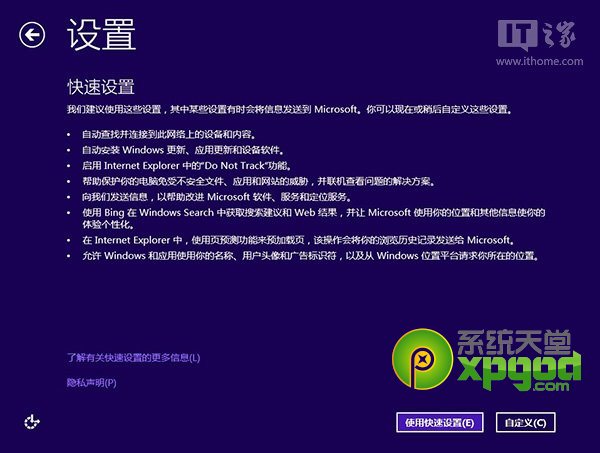 设置
IT之家
www.ithome.com
快速设置
我们建议使用这些设置，其中某些设置有时会将信息发送到 Microsoft。你可以现在或稍后自定义这些设置。
• 自动查找并连接到此网络上的设备和内容。
• 自动安装 Windows 更新、应用更新和设备软件。
• 启用 Internet Explorer 中的“Do Not Track”功能。
• 帮助保护你的电脑免受不安全文件、应用和网站的威胁，并联机查看问题的解决方案。
• 向我们发送信息，以帮助改进 Microsoft 软件、服务和定位服务。
• 使用 Bing 在 Windows Search 中获取搜索建议和 Web 结果，并让 Microsoft 使用你的位置和其他信息使你的
体验个性化。
• 在 Internet Explorer 中，使用页预测功能来预加载页，该操作会将你的浏览历史记录发送给 Microsoft。
• 允许 Windows 和应用使用你的名称、用户头像和广告标识符，以及从 Windows 位置平台请求你所在的位置。
了解有关快速设置的更多信息(L)
隐私声明(P)
系统天堂
xpgod
.com
使用快速设置(E)
自定义(C)